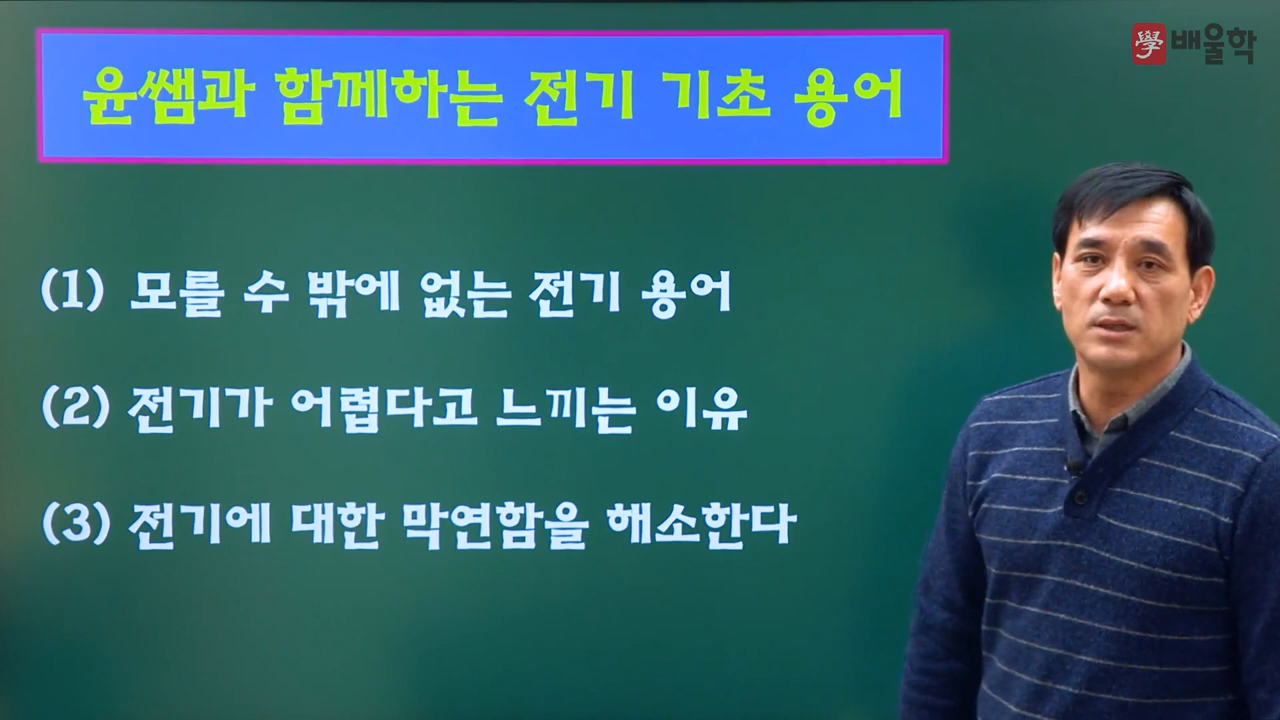 學 배울학
윤쌤과 함께하는 전기 기초 용어
(1) 모를 수 밖에 없는 전기 용어
(2) 전기가 어렵다고 느끼는 이유
(3) 전기에 대한 막연함을 해소한다